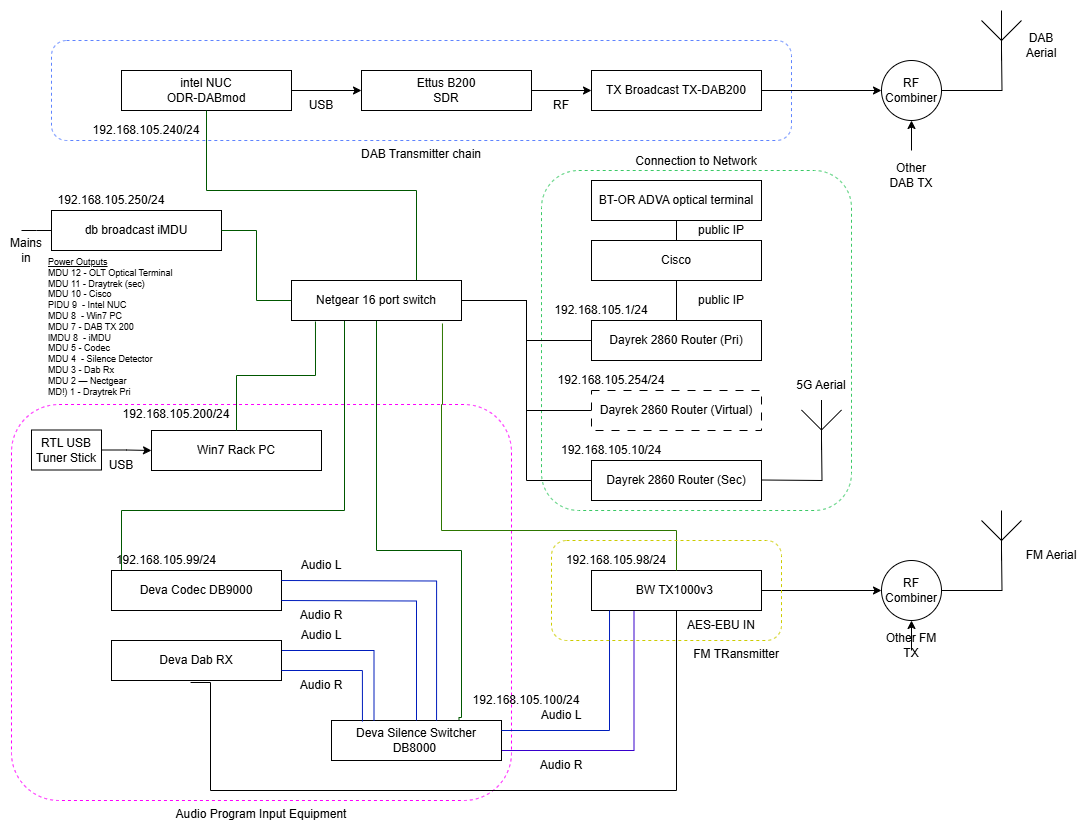 DAB
Aerial
intel NUC
ODR-DABmod
USB
Ettus B200
SDR
RF
TX Broadcast TX-DAB200
RF
Combiner
192.168.105.240/24
DAB Transmitter chain
Other
DAB TX
Connection to Network
192.168.105.250/24
db broadcast iMDU
Mains
in
Power Outputs
MDU 12 - OLT Optical Terminal
MDU 11 - Draytrek (sec)
MDU 10 - Cisco
PIDU 9  - Intel NUC
MDU 8  - Win7 PC
MDU 7 - DAB TX 200
IMDU 8  - iMDU
MDU 5 - Codec
MDU 4  - Silence Detector
MDU 3 - Dab Rx
MDU 2 — Nectgear
MD!) 1 - Draytrek Pri
BT-OR ADVA optical terminal
public IP
Cisco
public IP
Netgear 16 port switch
192.168.105.1/24
Dayrek 2860 Router (Pri)
192.168.105.254/24
Dayrek 2860 Router (Virtual)
5G Aerial
192.168.105.10/24
Dayrek 2860 Router (Sec)
192.168.105.200/24
RTL USB
Tuner Stick
USB
Win7 Rack PC
192.168.105.99/24
Deva Codec DB9000
Audio L
Audio R
Deva Dab RX
Audio L
Audio R
192.168.105.98/24
BW TX1000v3
AES-EBU IN
FM TRansmitter
RF
Combiner
FM Aerial
Other FM
TX
192.168.105.100/24
Deva Silence Switcher
DB8000
Audio L
Audio R
Audio Program Input Equipment